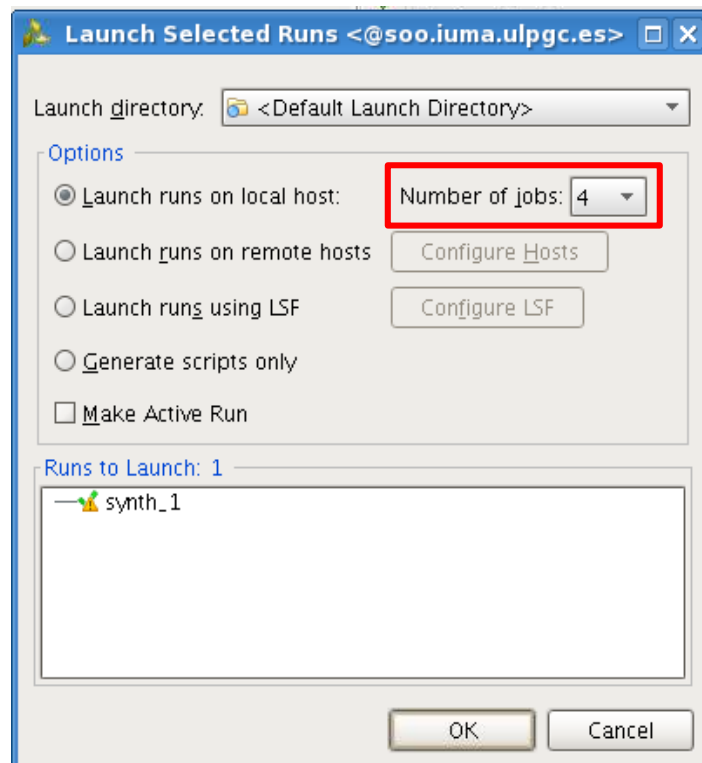 Launch Selected Runs <@soo.iuma.ulpgc.es>
Launch directory: <Default Launch Directory>
Options
Launch runs on local host: Number of jobs: 4
Launch runs on remote hosts Configure Hosts
Launch runs using LSF Configure LSF
Generate scripts only
Make Active Run
Runs to Launch: 1
synth_1
OK Cancel